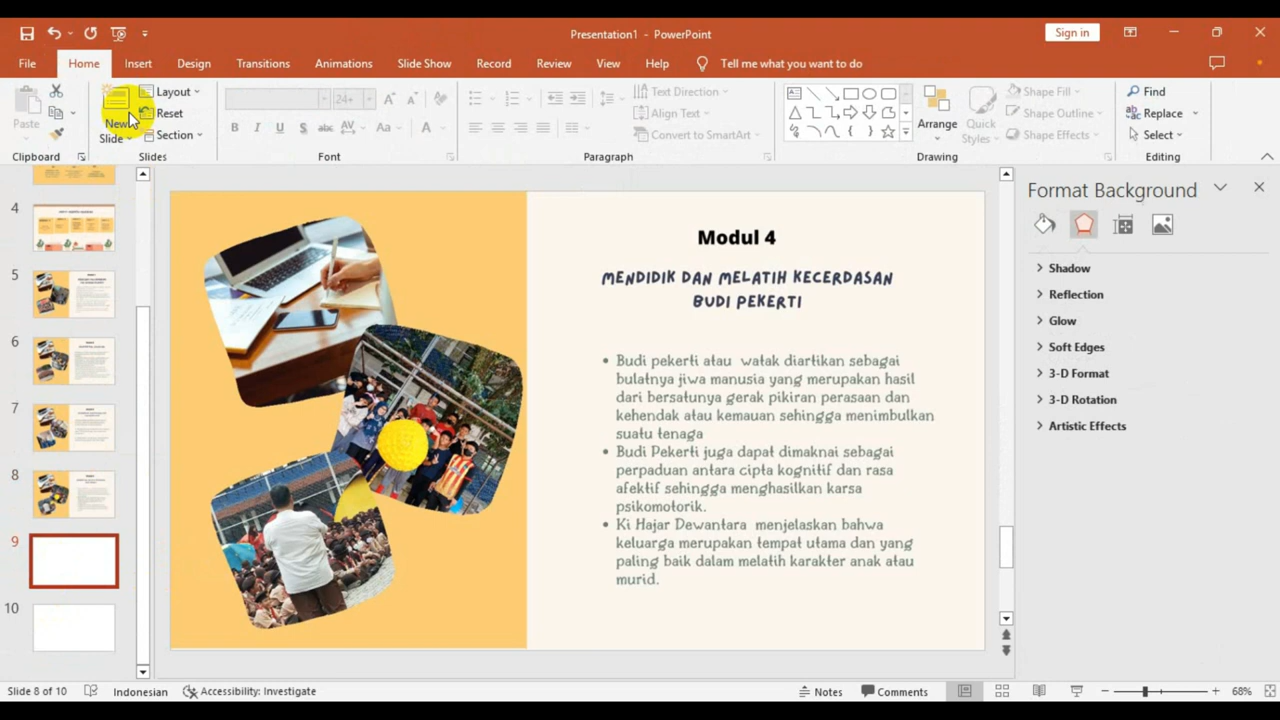 Presentation1 - PowerPoint
Sign in
File Home Insert Design Transitions Animations Slide Show Record Review View Help Tell me what you want to do
Paste
New
Slide
Layout
Reset
Section
24+
B I U S abc AV Aa A
Text Direction
Align Text
Convert to SmartArt
Arrange
Quick
Styles
Shape Fill
Shape Outline
Shape Effects
Find
Replace
Select
Clipboard Slides Font Paragraph Drawing Editing
4
5
6
7
8
9
10
Modul 4
MENDIDIK DAN MELATIH KECERDASAN
BUDI PEKERTI
• Budi pekerti atau watak diartikan sebagai
bulatnya jiwa manusia yang merupakan hasil
dari bersatunya gerak pikiran perasaan dan
kehendak atau kemauan sehingga menimbulkan
suatu tenaga
• Budi Pekerti juga dapat dimaknai sebagai
perpaduan antara cipta kognitif dan rasa
afektif sehingga menghasilkan karsa
psikomotorik.
• Ki Hajar Dewantara menjelaskan bahwa
keluarga merupakan tempat utama dan yang
paling baik dalam melatih karakter anak atau
murid.
Format Background
Shadow
Reflection
Glow
Soft Edges
3-D Format
3-D Rotation
Artistic Effects
Slide 8 of 10 Indonesian Accessibility: Investigate Notes Comments 68%